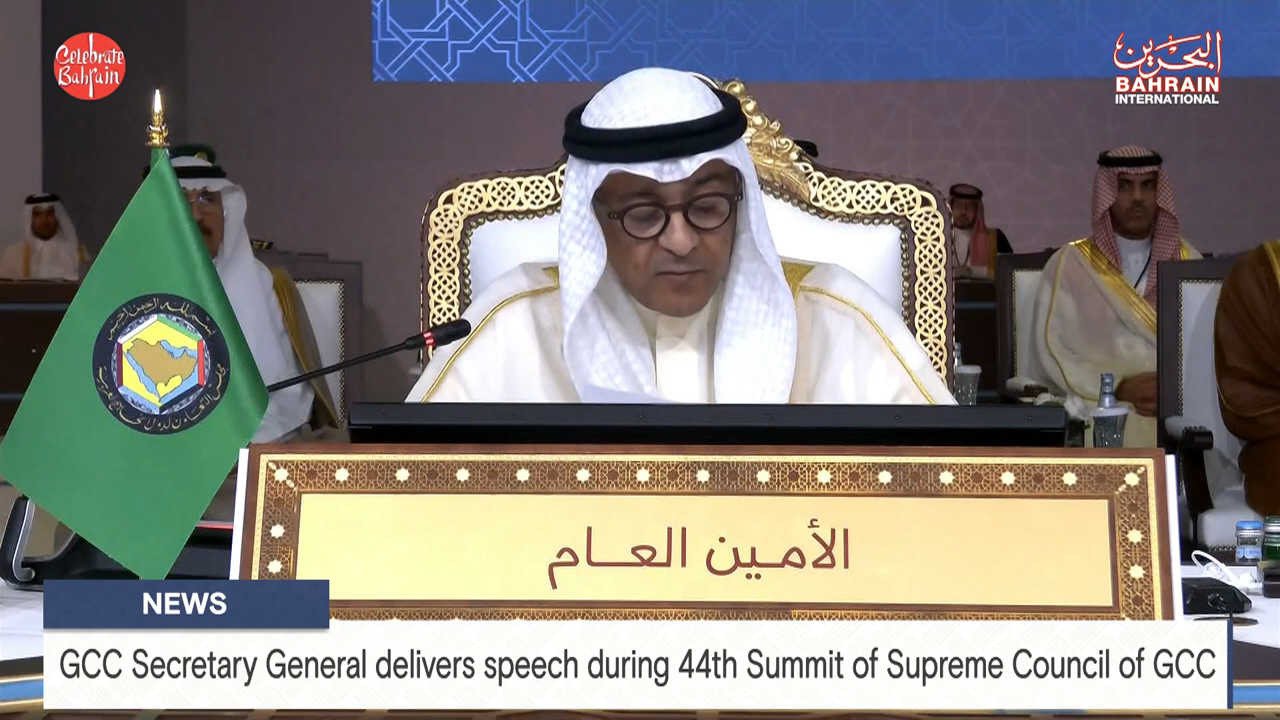 Celebrate
Bahrain
البحرين
BAHRAIN
INTERNATIONAL
الأمين العام
NEWS
GCC Secretary General delivers speech during 44th Summit of Supreme Council of GCC